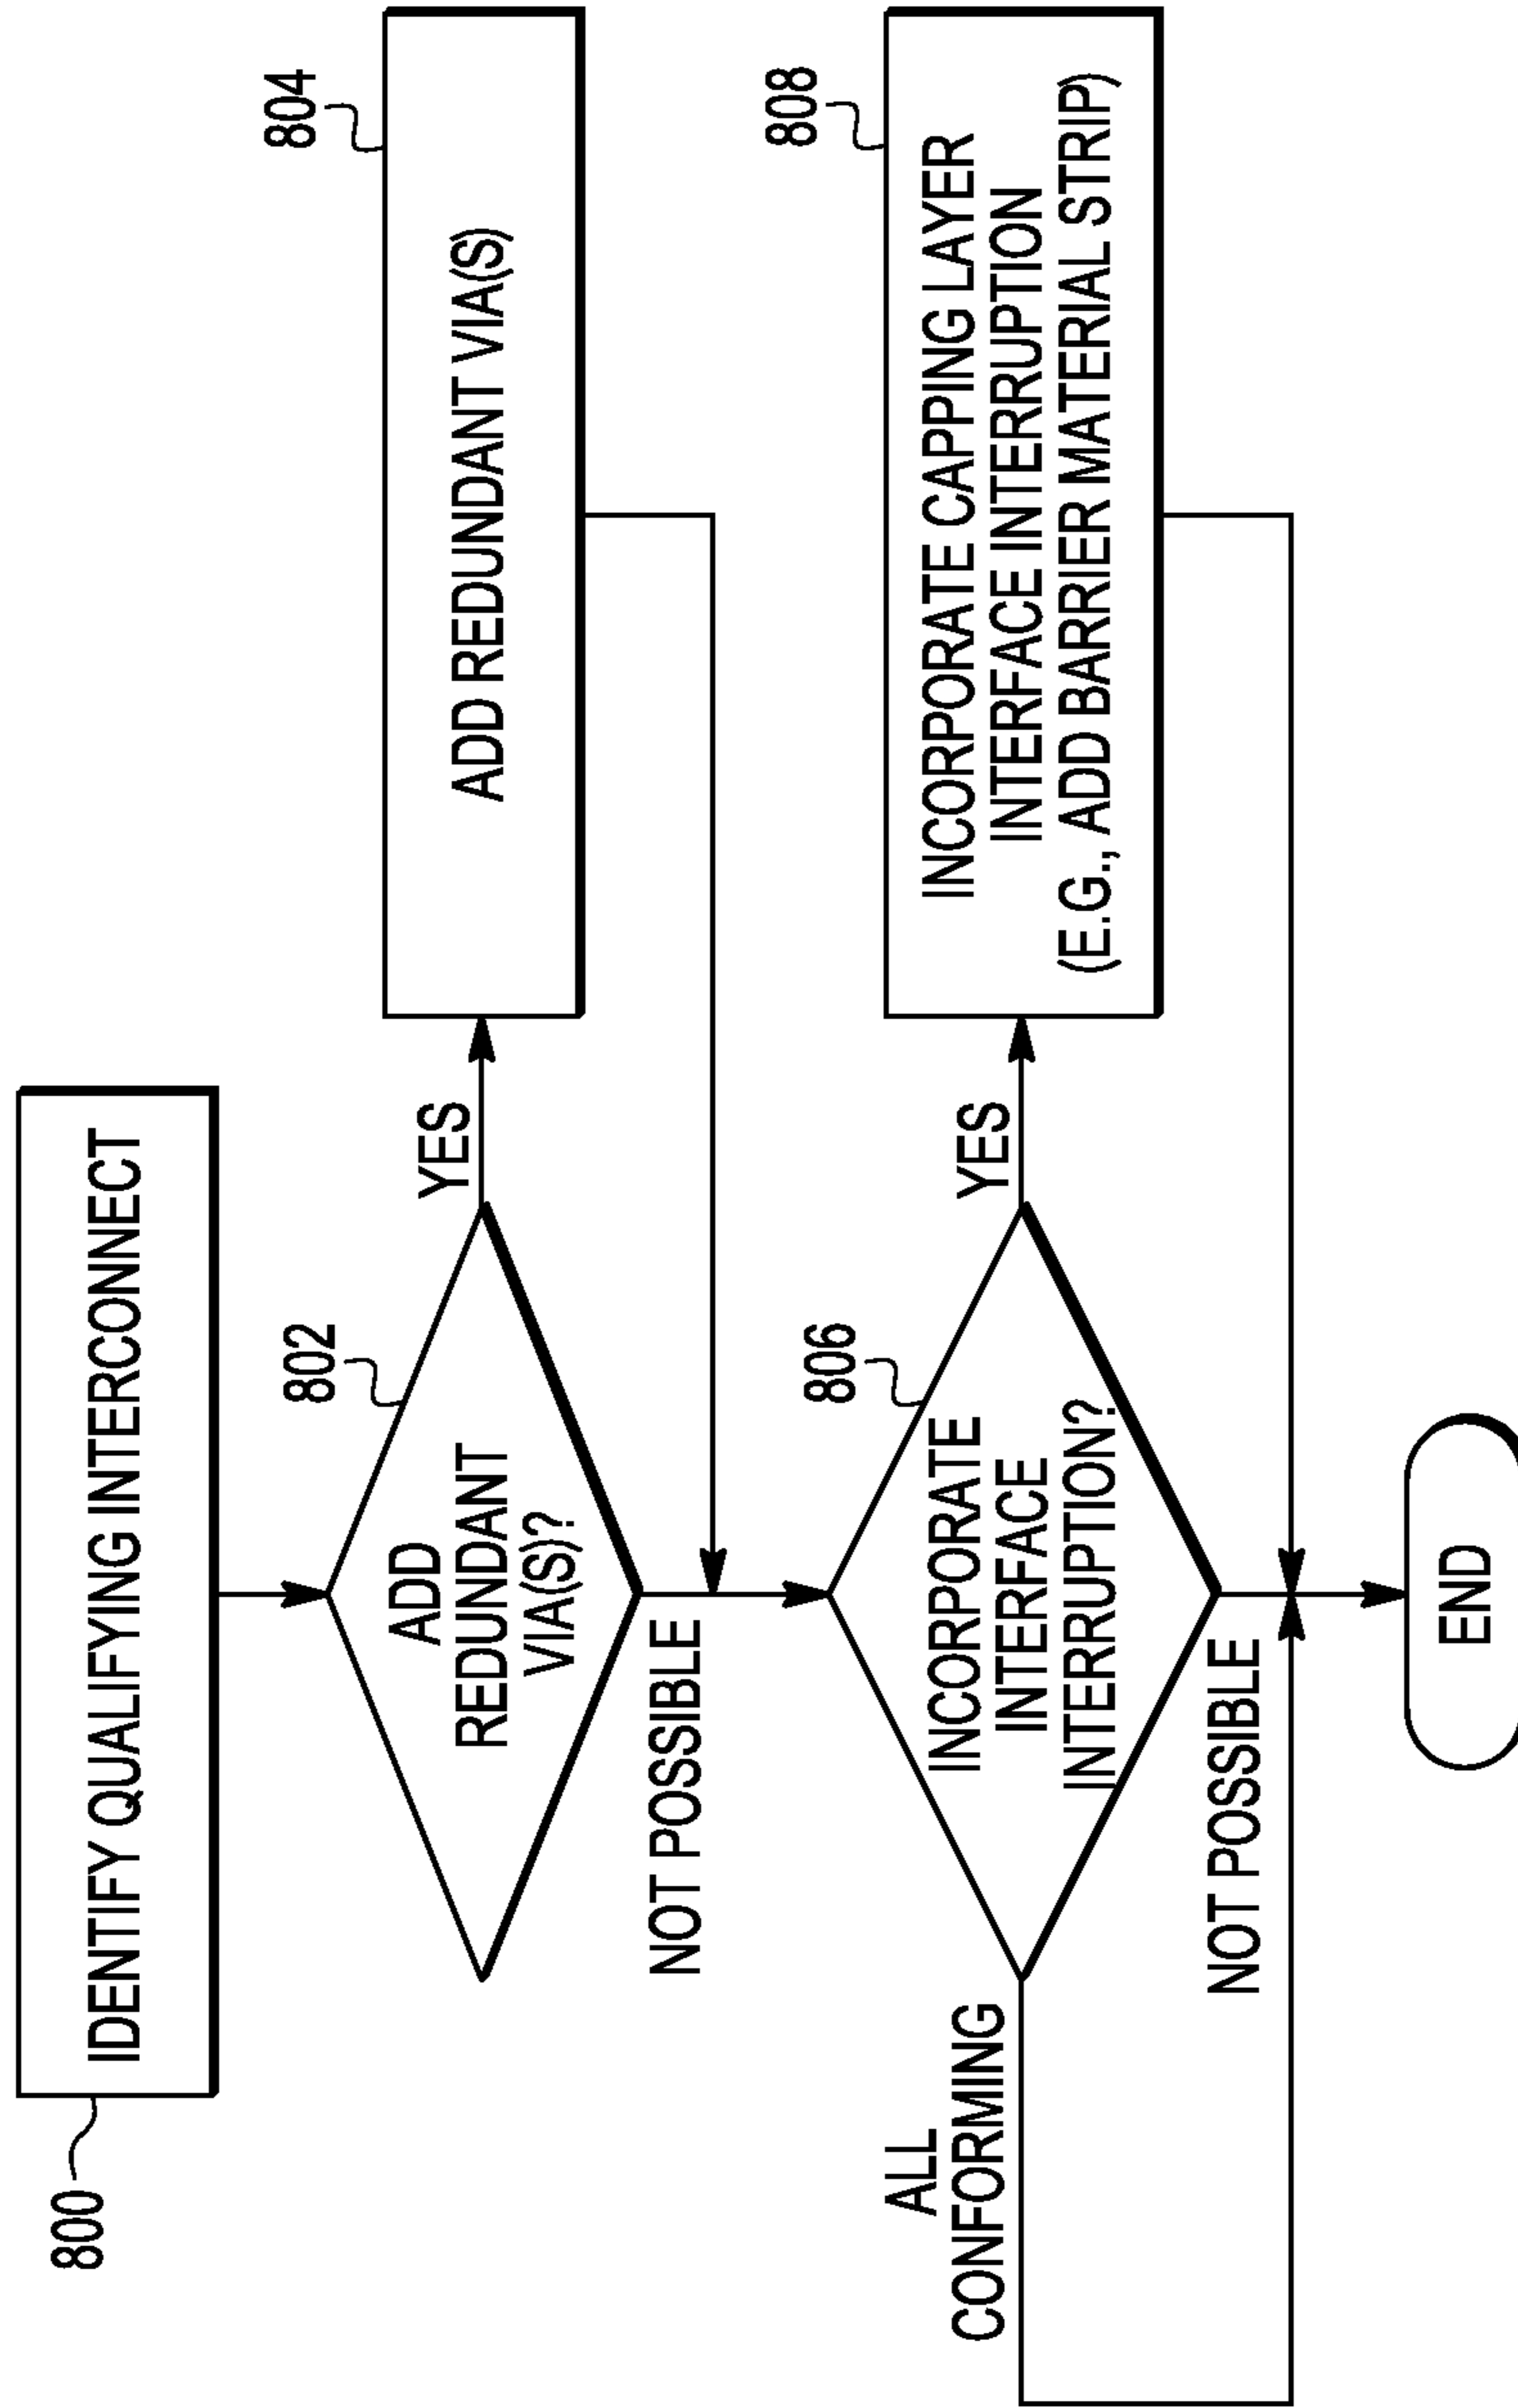 800
IDENTIFY QUALIFYING INTERCONNECT
802
ADD
REDUNDANT
VIA(S)?
YES
804
ADD REDUNDANT VIA(S)
NOT POSSIBLE
806
INCORPORATE
INTERFACE
INTERRUPTION?
YES
808
INCORPORATE CAPPING LAYER
INTERFACE INTERRUPTION
(E.G., ADD BARRIER MATERIAL STRIP)
ALL
CONFORMING
NOT POSSIBLE
END